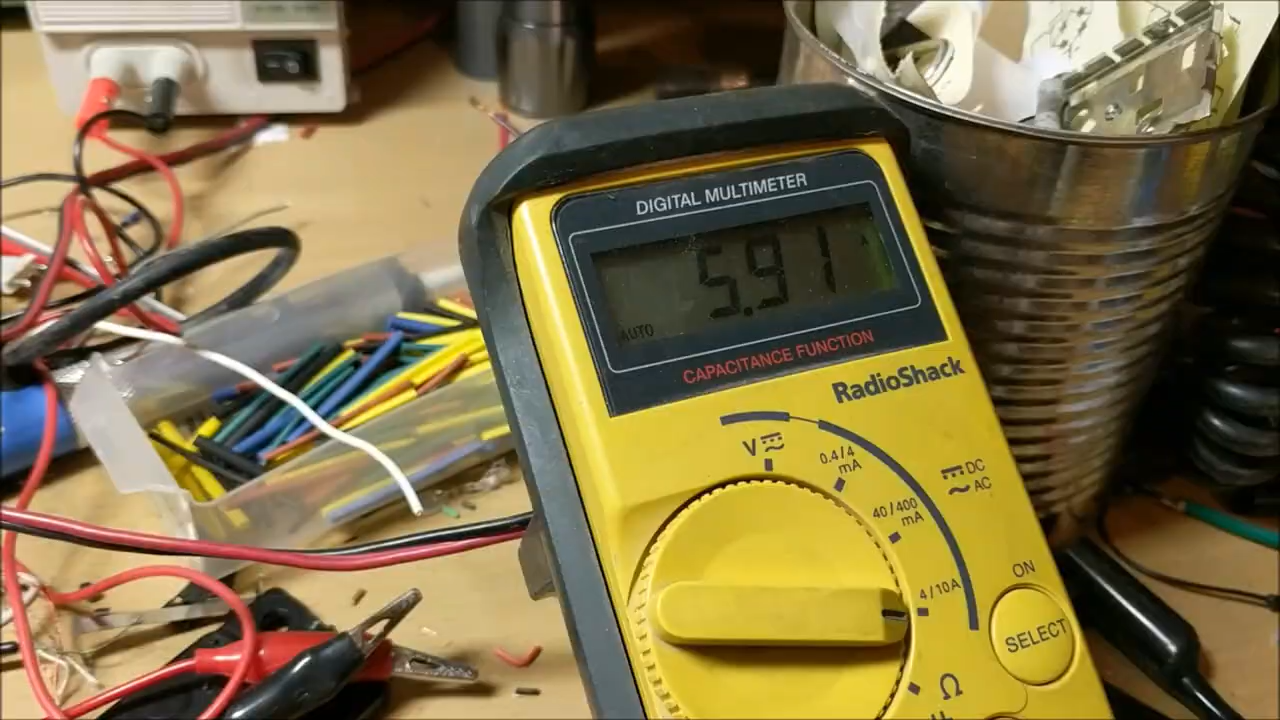 DIGITAL MULTIMETER
5.91
A
AUTO
CAPACITANCE FUNCTION
RadioShack
V
0.4/4
mA
DC
AC
40/400
mA
4/10A
ON
SELECT
Ω